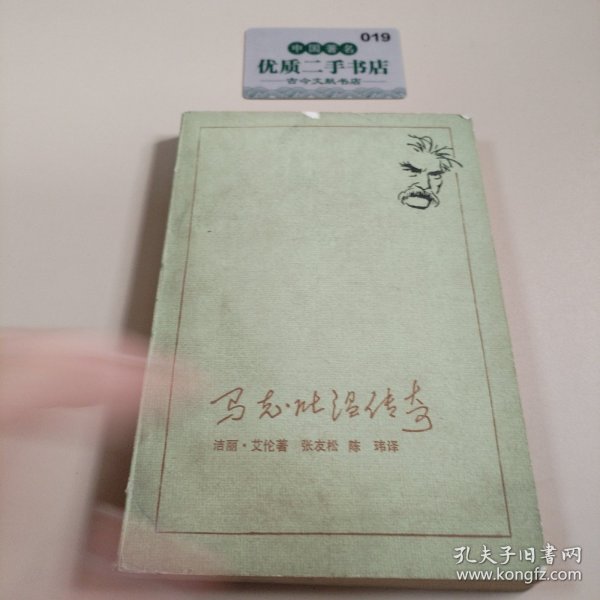 019
中国著名
优质二手书店
古今文献书店
马克·吐温传奇
洁丽·艾伦著 张友松 陈 玮译
孔夫子旧书网
www.kongfz.com